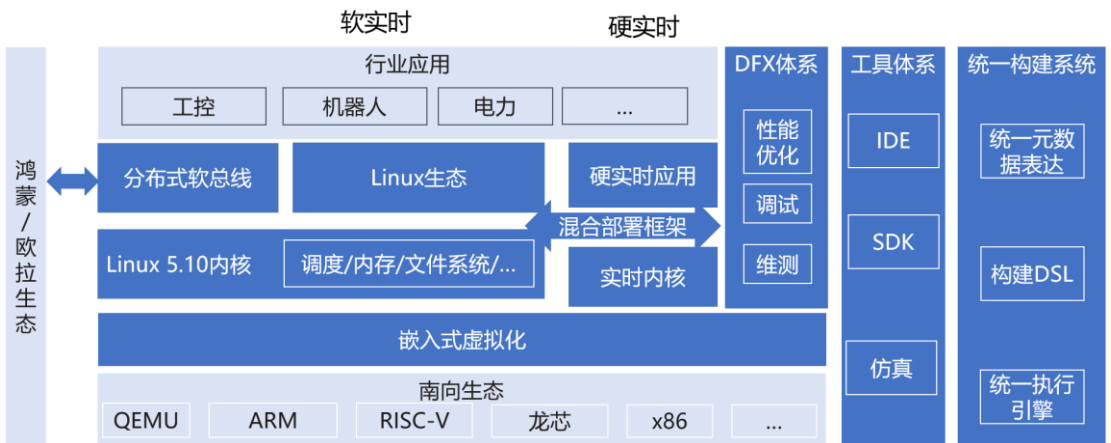 软实时
硬实时
鸿蒙/欧拉生态
行业应用
工控
机器人
电力
...
分布式软总线
Linux生态
硬实时应用
混合部署框架
Linux 5.10内核
调度/内存/文件系统/...
实时内核
嵌入式虚拟化
南向生态
QEMU
ARM
RISC-V
龙芯
x86
...
DFX体系
性能
优化
调试
维测
工具体系
IDE
SDK
仿真
统一构建系统
统一元数
据表达
构建DSL
统一执行
引擎